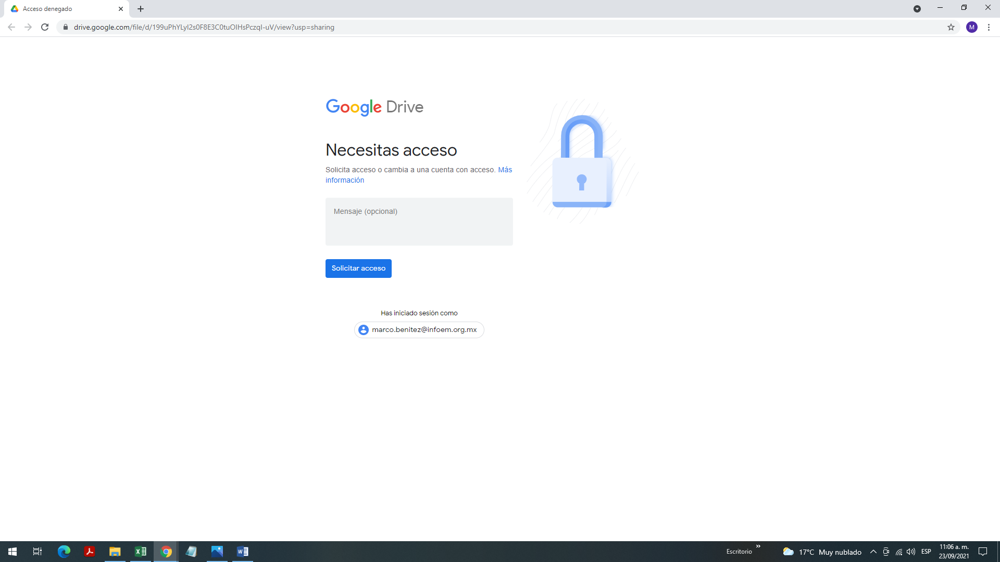 Acceso denegado
M
drive.google.com/file/d/199uPhYLyl2s0F8E3C0tuOIHsPczqI-uV/view?usp=sharing
Google Drive
Necesitas acceso
Solicita acceso o cambia a una cuenta con acceso. Más
información
Mensaje (opcional)
Solicitar acceso
Has iniciado sesión como
marco.benitez@infoem.org.mx
Escritorio
17°C Muy nublado
ESP
11:06 a. m.
23/09/2021